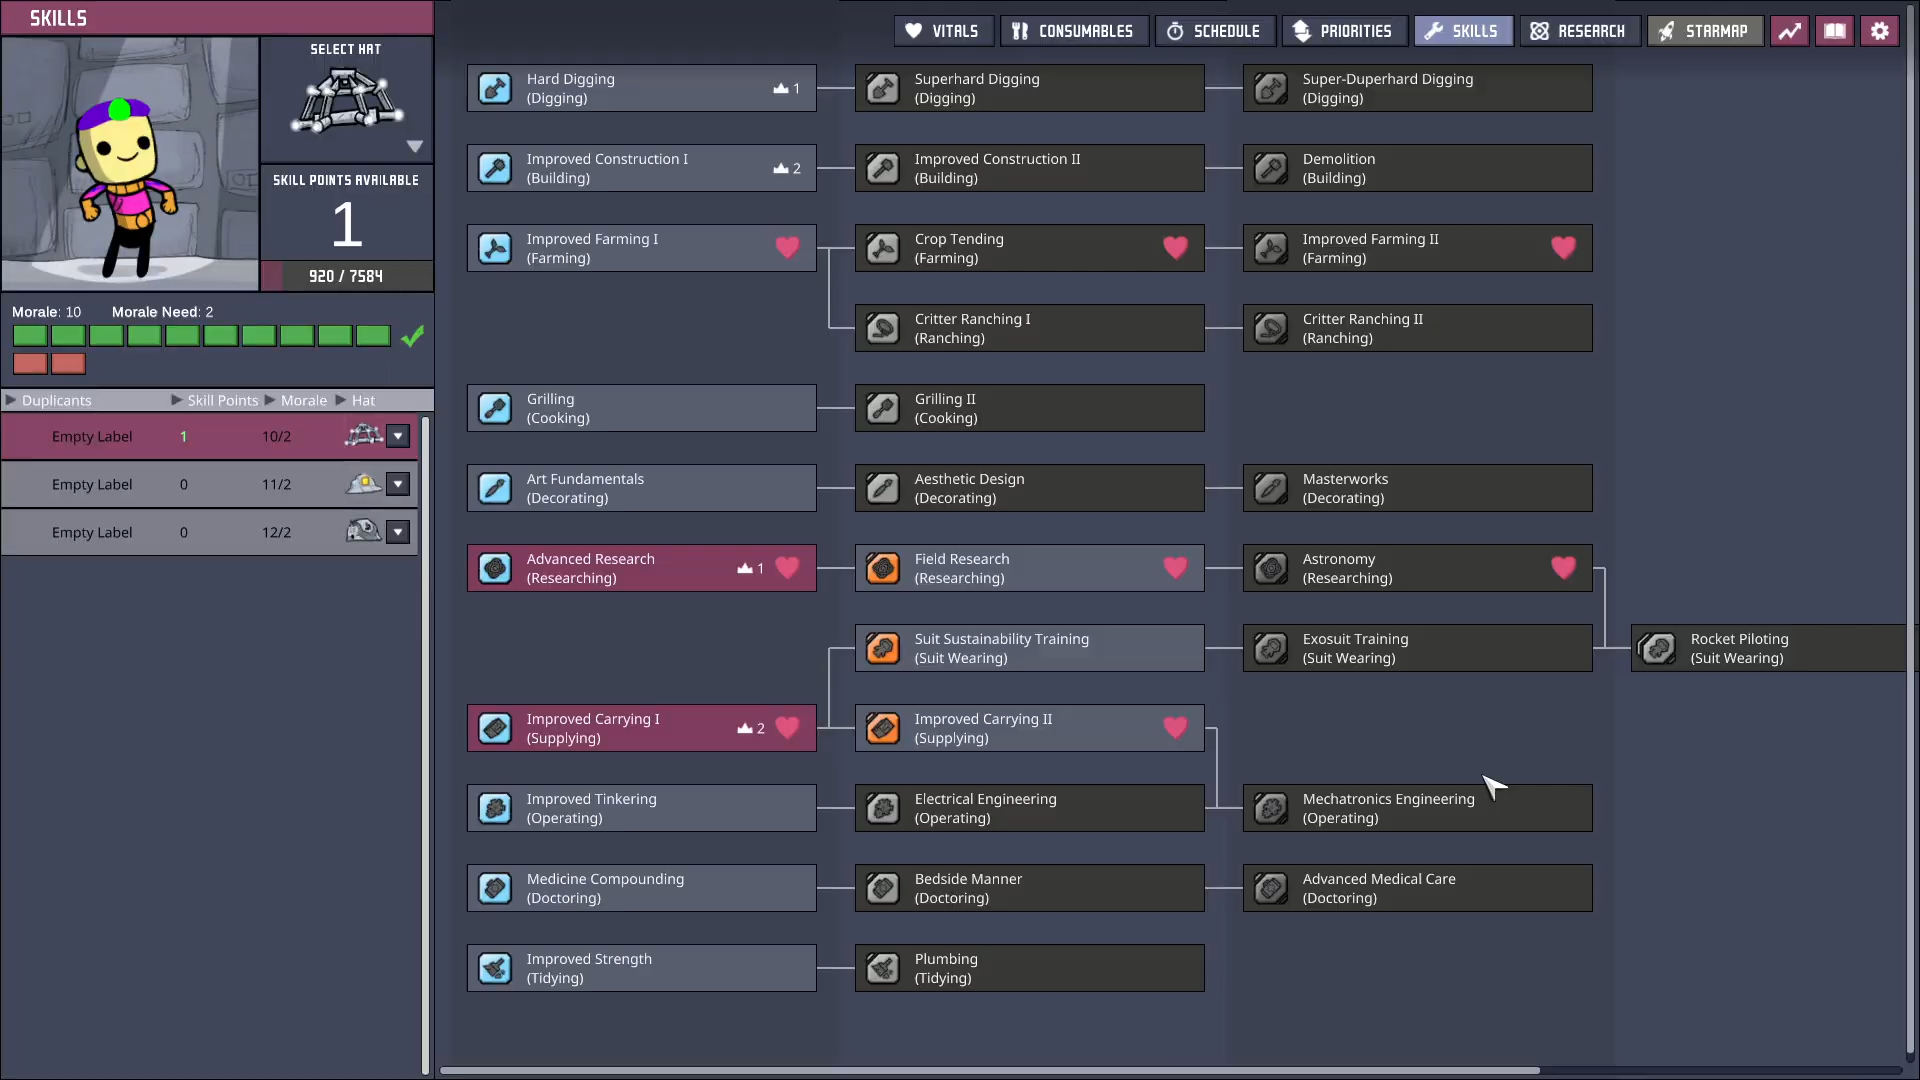 SKILLS
SELECT HAT
SKILL POINTS AVAILABLE
1
920 / 7584
Morale: 10 Morale Need: 2
Duplicants Skill Points Morale Hat
Empty Label 1 10/2
Empty Label 0 11/2
Empty Label 0 12/2
VITALS CONSUMABLES SCHEDULE PRIORITIES SKILLS RESEARCH STARMAP
Hard Digging
(Digging)
1
Superhard Digging
(Digging)
Super-Duperhard Digging
(Digging)
Improved Construction I
(Building)
2
Improved Construction II
(Building)
Demolition
(Building)
Improved Farming I
(Farming)
Crop Tending
(Farming)
Improved Farming II
(Farming)
Critter Ranching I
(Ranching)
Critter Ranching II
(Ranching)
Grilling
(Cooking)
Grilling II
(Cooking)
Art Fundamentals
(Decorating)
Aesthetic Design
(Decorating)
Masterworks
(Decorating)
Advanced Research
(Researching)
1
Field Research
(Researching)
Astronomy
(Researching)
Suit Sustainability Training
(Suit Wearing)
Exosuit Training
(Suit Wearing)
Rocket Piloting
(Suit Wearing)
Improved Carrying I
(Supplying)
2
Improved Carrying II
(Supplying)
Improved Tinkering
(Operating)
Electrical Engineering
(Operating)
Mechatronics Engineering
(Operating)
Medicine Compounding
(Doctoring)
Bedside Manner
(Doctoring)
Advanced Medical Care
(Doctoring)
Improved Strength
(Tidying)
Plumbing
(Tidying)